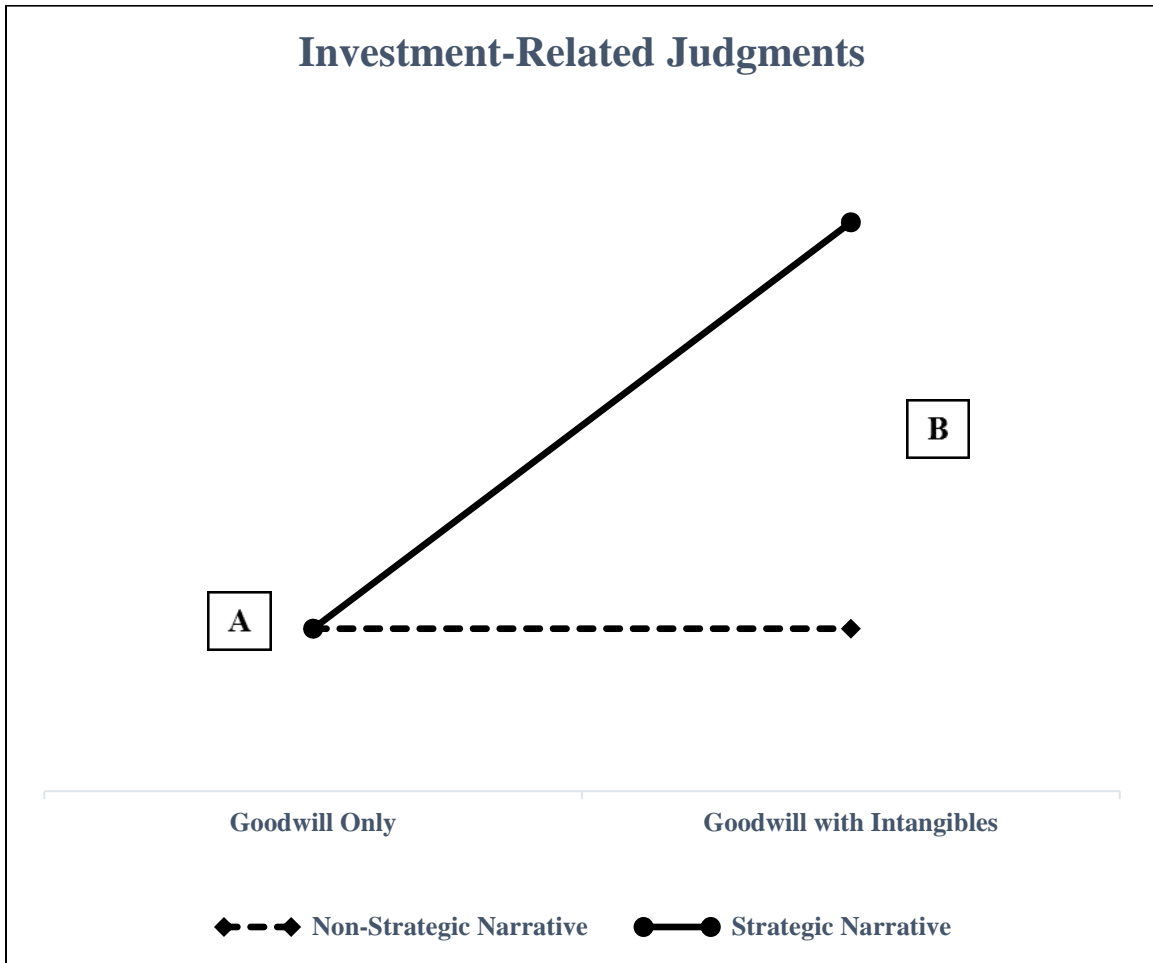 Investment-Related Judgments
B
A
Goodwill Only
Goodwill with Intangibles
Non-Strategic Narrative
Strategic Narrative